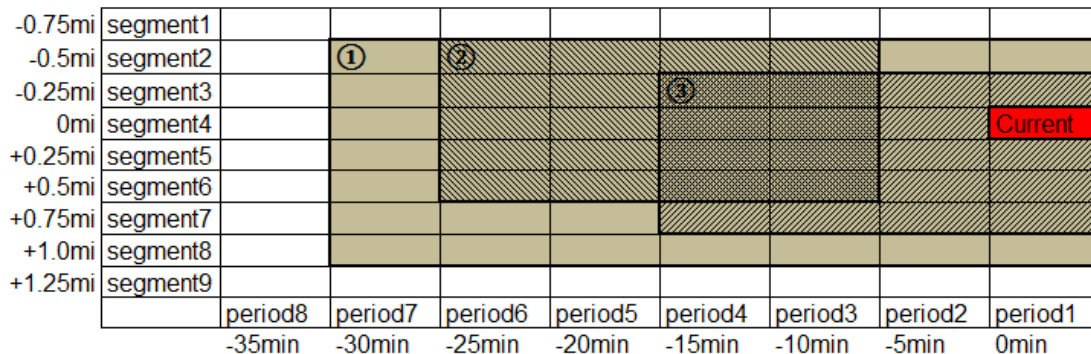 -0.75mi segment1
-0.5mi segment2 ① ②
-0.25mi segment3 ③
0mi segment4 Current
+0.25mi segment5
+0.5mi segment6
+0.75mi segment7
+1.0mi segment8
+1.25mi segment9
period8 period7 period6 period5 period4 period3 period2 period1
-35min -30min -25min -20min -15min -10min -5min 0min